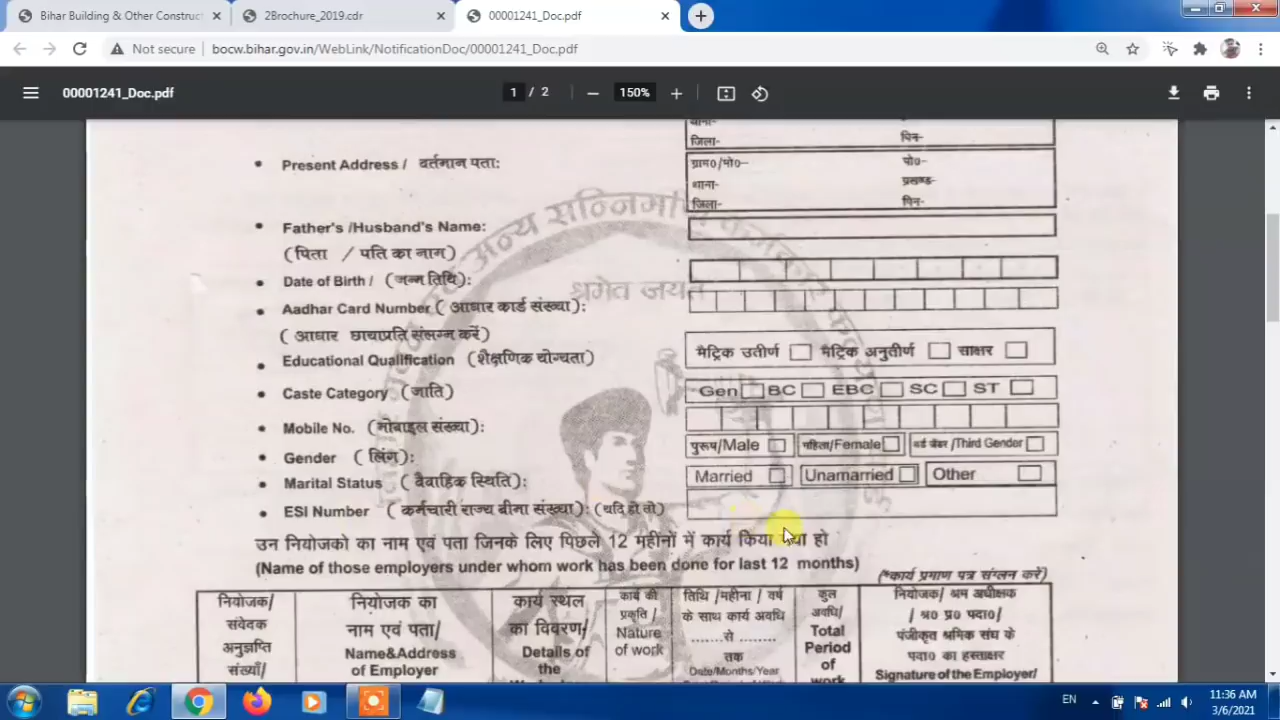 Bihar Building & Other Construct
2Brochure_2019.cdr
00001241_Doc.pdf
Not secure
bocw.bihar.gov.in/WebLink/NotificationDoc/00001241_Doc.pdf
00001241_Doc.pdf
1 / 2
150%
थाना-
जिला-
पिन-
Present Address / वर्तमान पता:
ग्राम०/मो०-
पो०-
थाना-
प्रखण्ड-
जिला-
पिन-
Father's /Husband's Name:
(पिता / पति का नाम)
Date of Birth / (जन्म तिथि):
श्रमेव जयते
Aadhar Card Number ( आधार कार्ड संख्या):
( आधार छायाप्रति संलग्न करें)
Educational Qualification (शैक्षणिक योग्यता)
मैट्रिक उतीर्ण
मैट्रिक अनुतीर्ण
साक्षर
Caste Category (जाति)
Gen BC EBC SC ST
Mobile No. (मोबाइल संख्या):
Gender (लिंग):
पुरूष/Male
महिला/Female
/Third Gender
Marital Status ( वैवाहिक स्थिति):
Married
Unamarried
Other
ESI Number ( कर्मचारी राज्य बीमा संख्या): (यदि हो तो)
उन नियोजको का नाम एवं पता जिनके लिए पिछले 12 महीनों में कार्य किया गया हो
(Name of those employers under whom work has been done for last 12 months)
(*कार्य प्रमाण पत्र संग्लन करें)
नियोजक/
संवेदक
अनुज्ञप्ति
संख्याँ/
नियोजक का
नाम एवं पता/
Name&Address
of Employer
कार्य स्थल
का विवरण/
Details of
the
कार्य की
प्रकृति /
Nature
of work
तिथि /महीना / वर्ष
के साथ कार्य अवधि
.......से ........
तक
Date/Months/Year
कुल
अवधि/
Total
Period
of
work
नियोजक/ श्रम अधीक्षक
/ श्र० प्र० पदा०/
पंजीकृत श्रमिक संघ के
पदा० का हस्ताक्षर
Signature of the Employer/
EN
11:36 AM
3/6/2021